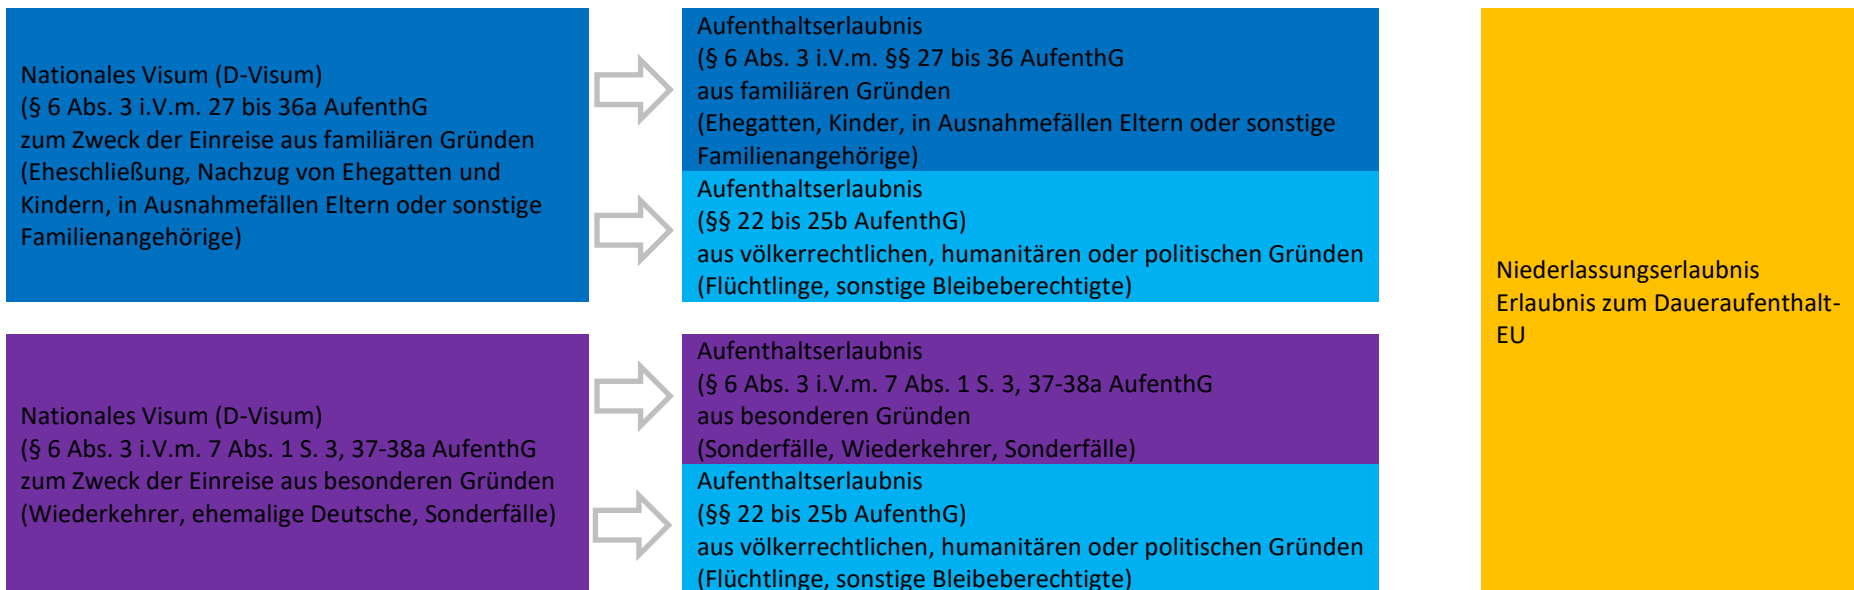 Nationales Visum (D-Visum)
(§ 6 Abs. 3 i.V.m. 27 bis 36a AufenthG
zum Zweck der Einreise aus familiären Gründen
(Eheschließung, Nachzug von Ehegatten und
Kindern, in Ausnahmefällen Eltern oder sonstige
Familienangehörige)
Aufenthaltserlaubnis
(§ 6 Abs. 3 i.V.m. §§ 27 bis 36 AufenthG
aus familiären Gründen
(Ehegatten, Kinder, in Ausnahmefällen Eltern oder sonstige
Familienangehörige)
Aufenthaltserlaubnis
(§§ 22 bis 25b AufenthG)
aus völkerrechtlichen, humanitären oder politischen Gründen
(Flüchtlinge, sonstige Bleibeberechtigte)
Nationales Visum (D-Visum)
(§ 6 Abs. 3 i.V.m. 7 Abs. 1 S. 3, 37-38a AufenthG
zum Zweck der Einreise aus besonderen Gründen
(Wiederkehrer, ehemalige Deutsche, Sonderfälle)
Aufenthaltserlaubnis
(§ 6 Abs. 3 i.V.m. 7 Abs. 1 S. 3, 37-38a AufenthG
aus besonderen Gründen
(Sonderfälle, Wiederkehrer, Sonderfälle)
Aufenthaltserlaubnis
(§§ 22 bis 25b AufenthG)
aus völkerrechtlichen, humanitären oder politischen Gründen
(Flüchtlinge, sonstige Bleibeberechtigte)
Niederlassungserlaubnis
Erlaubnis zum Daueraufenthalt-
EU